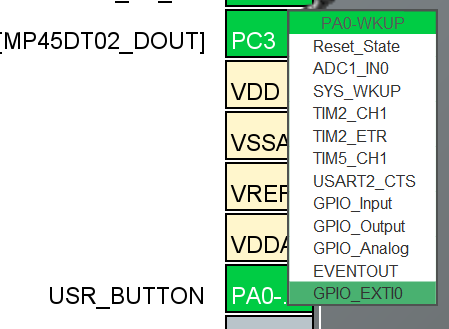 [MP45DT02_DOUT]
PC3
VDD
VSSA
VREF
VDDA
USR_BUTTON
PA0-..
PA0-WKUP
Reset_State
ADC1_IN0
SYS_WKUP
TIM2_CH1
TIM2_ETR
TIM5_CH1
USART2_CTS
GPIO_Input
GPIO_Output
GPIO_Analog
EVENTOUT
GPIO_EXTI0